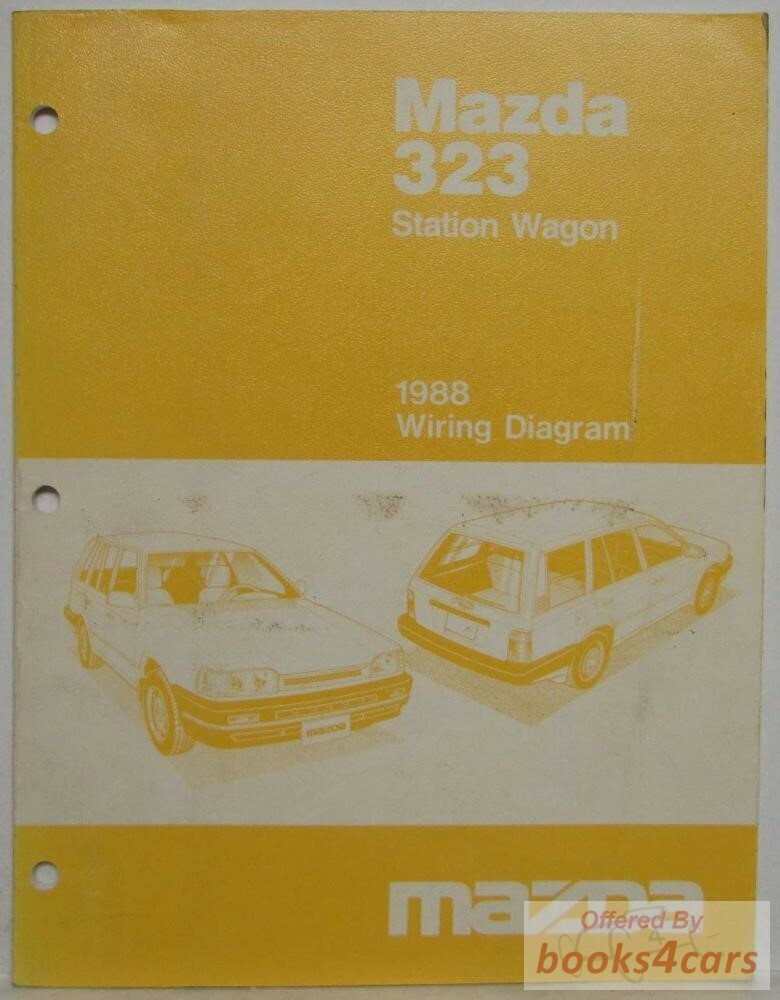 Mazda
323
Station Wagon
1988
Wiring Diagram
mazda
mazda
Offered By
books4cars